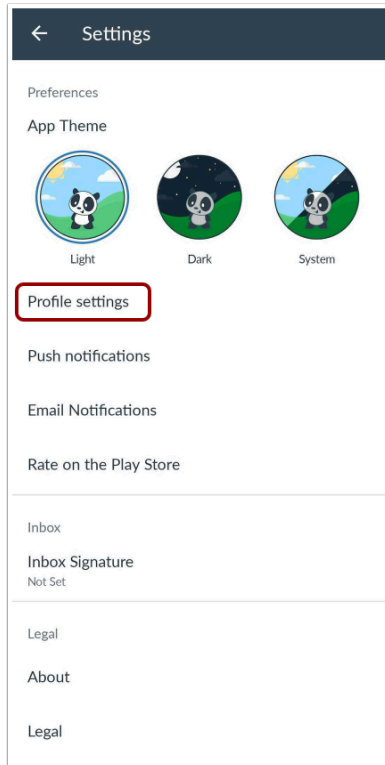 Settings
Preferences
App Theme
Light Dark System
Profile settings
Push notifications
Email Notifications
Rate on the Play Store
Inbox
Inbox Signature
Not Set
Legal
About
Legal